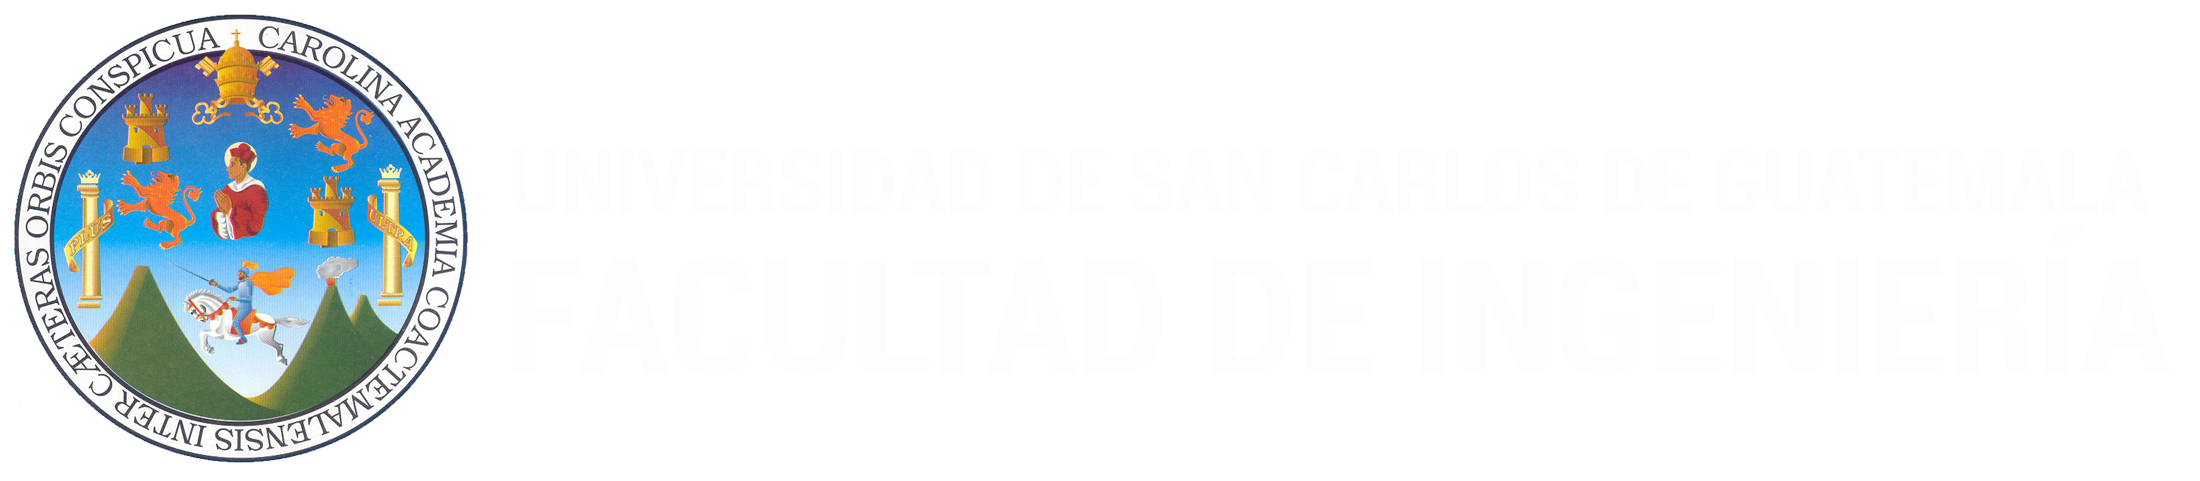 CAROLINA ACADEMIA COACTEMALENSIS INTER CÆTERAS ORBIS CONSPICUA
PLUS
ULTRA
UNIVERSIDAD DE SAN CARLOS DE GUATEMALA
FACULTAD DE INGENIERÍA